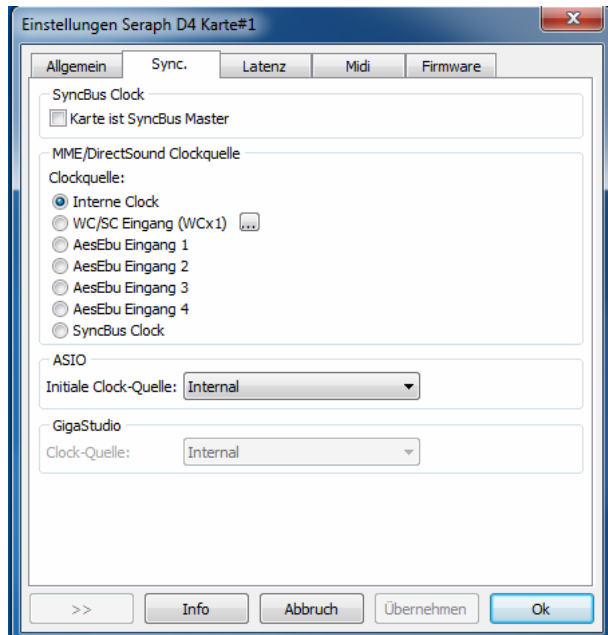 Einstellungen Seraph D4 Karte#1
Allgemein Sync. Latenz Midi Firmware
SyncBus Clock
Karte ist SyncBus Master
MME/DirectSound Clockquelle
Clockquelle:
Interne Clock
WC/SC Eingang (WCx1) ...
AesEbu Eingang 1
AesEbu Eingang 2
AesEbu Eingang 3
AesEbu Eingang 4
SyncBus Clock
ASIO
Initiale Clock-Quelle: Internal
GigaStudio
Clock-Quelle: Internal
>> Info Abbruch Übernehmen Ok